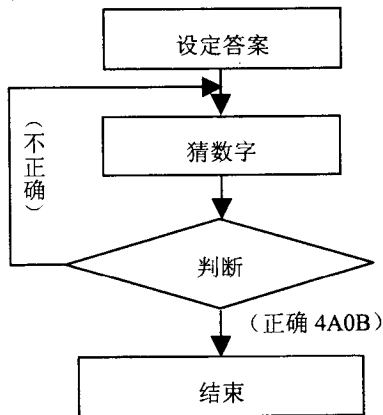 设定答案
（不正确）
猜数字
判断
（正确 4A0B）
结束